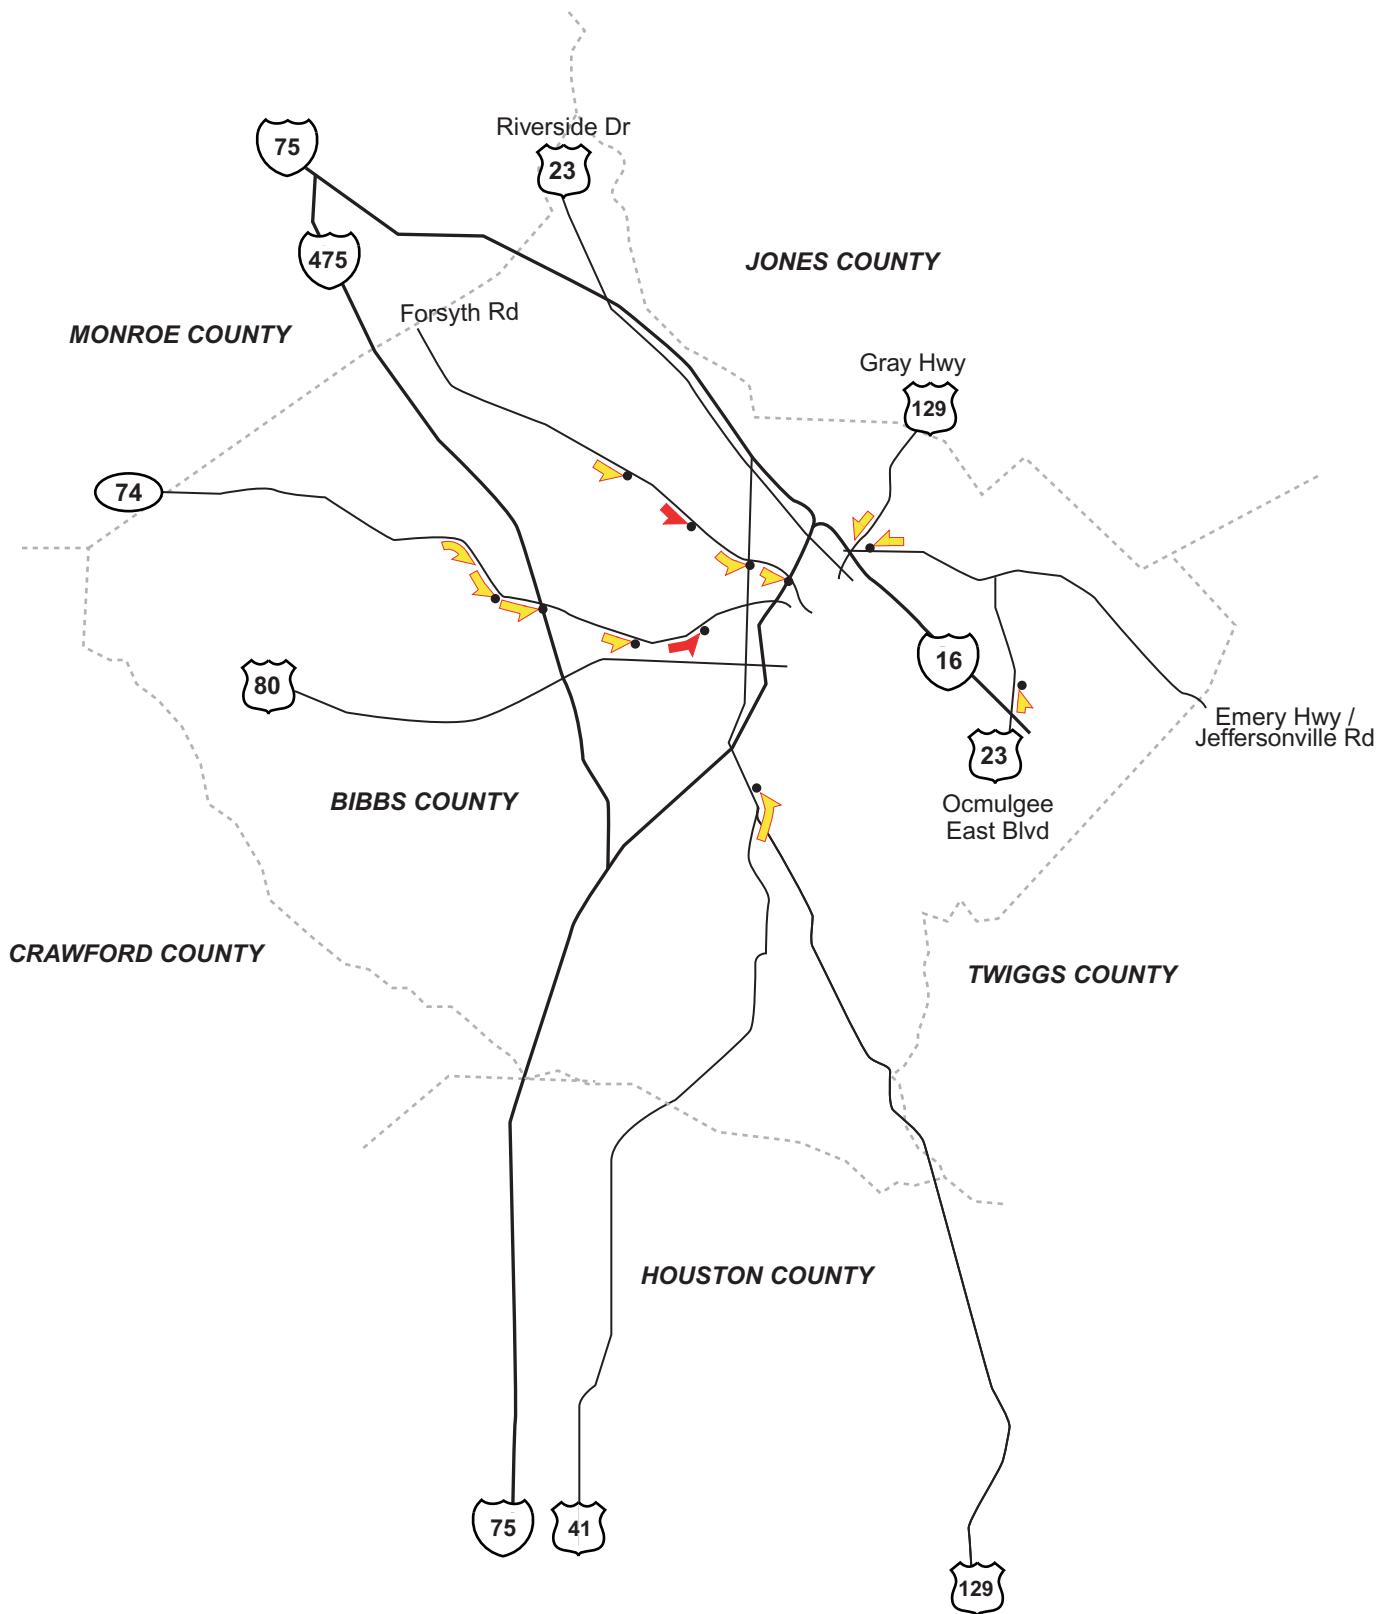 Riverside Dr
75
23
475
JONES COUNTY
Forsyth Rd
MONROE COUNTY
Gray Hwy
129
74
16
80
Emery Hwy /
Jeffersonville Rd
23
BIBBS COUNTY
Ocmulgee
East Blvd
CRAWFORD COUNTY
TWIGGS COUNTY
HOUSTON COUNTY
75
41
129